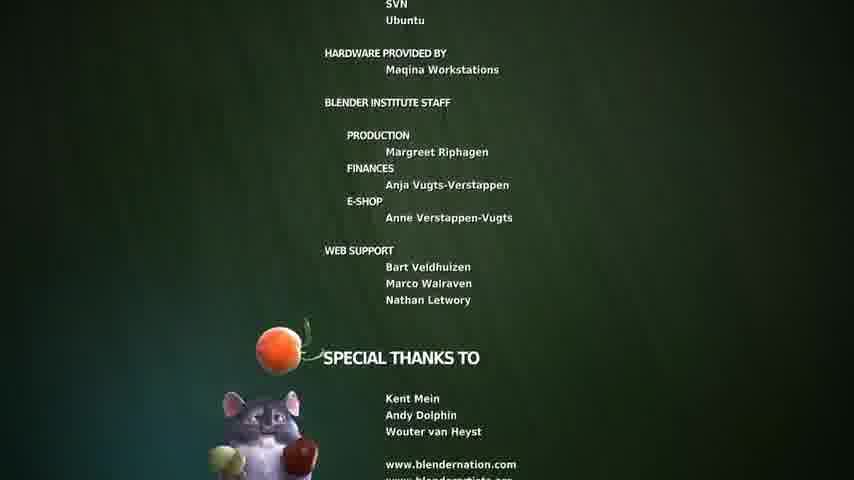 SVN
Ubuntu
HARDWARE PROVIDED BY
Maqina Workstations
BLENDER INSTITUTE STAFF
PRODUCTION
Margreet Riphagen
FINANCES
Anja Vugts-Verstappen
E-SHOP
Anne Verstappen-Vugts
WEB SUPPORT
Bart Veldhuizen
Marco Walraven
Nathan Letwory
SPECIAL THANKS TO
Kent Mein
Andy Dolphin
Wouter van Heyst
www.blendernation.com